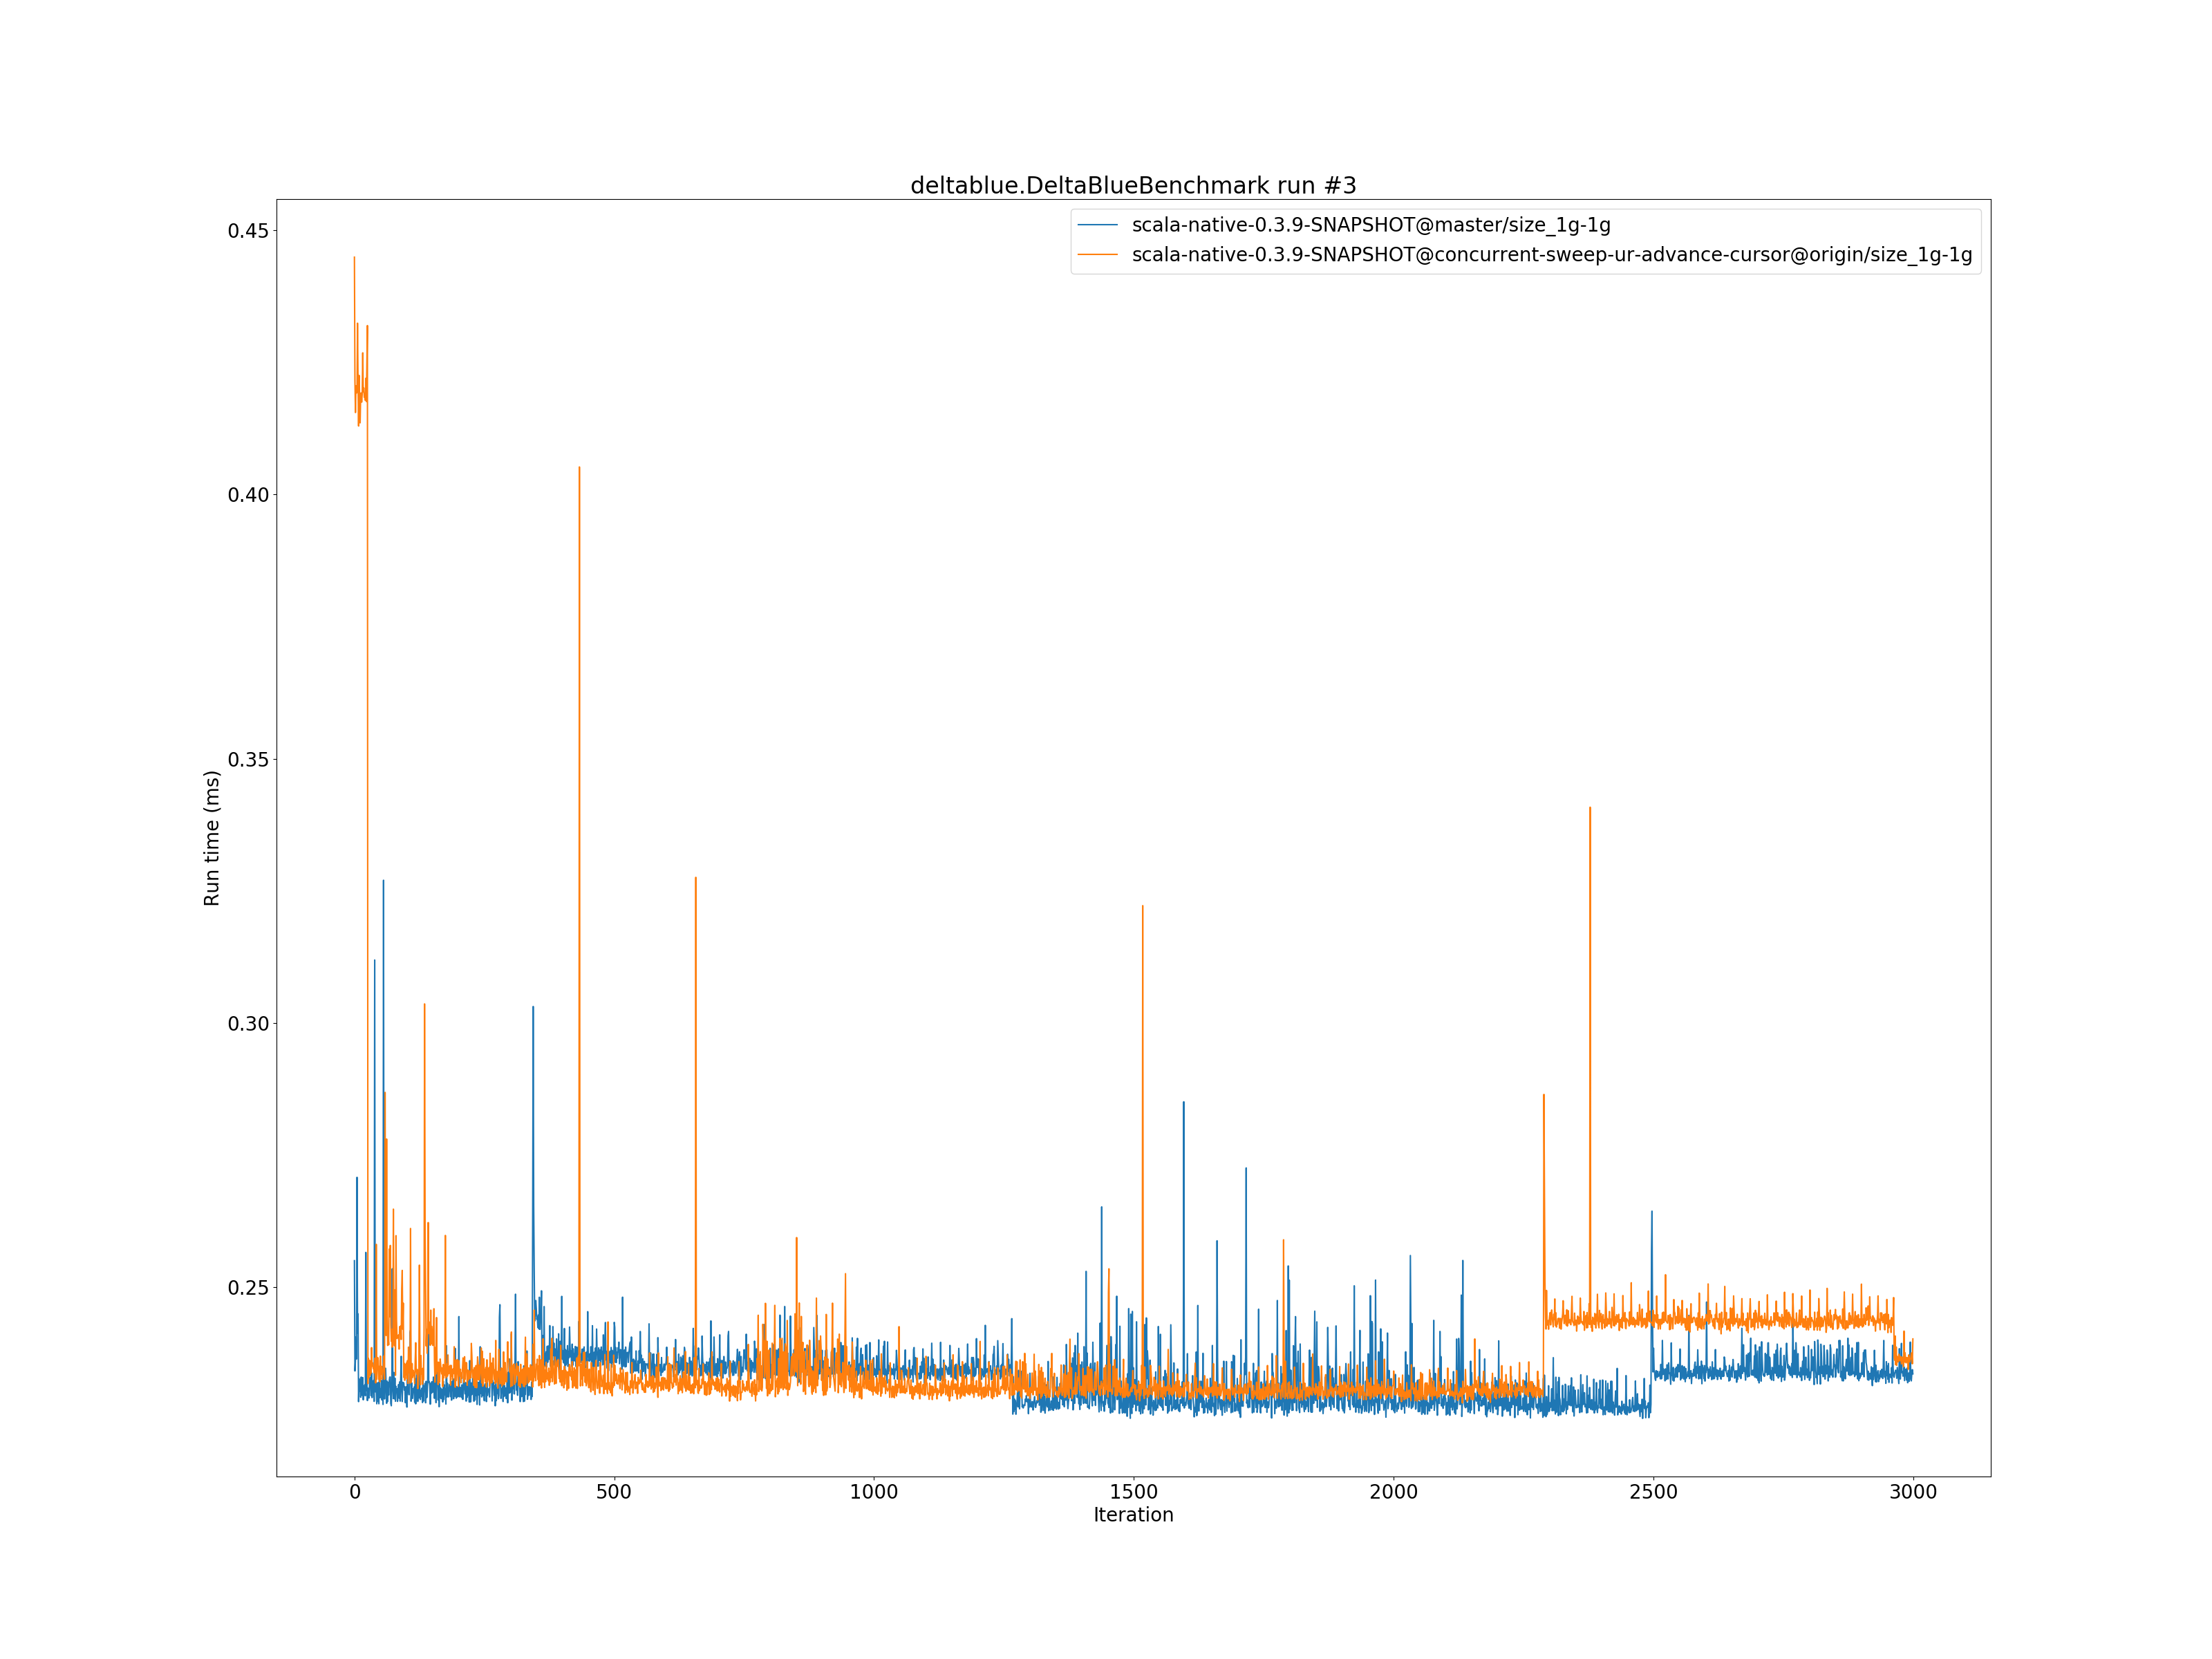 deltablue.DeltaBlueBenchmark run #3
scala-native-0.3.9-SNAPSHOT@master/size_1g-1g
scala-native-0.3.9-SNAPSHOT@concurrent-sweep-ur-advance-cursor@origin/size_1g-1g
Run time (ms)
0.45
0.40
0.35
0.30
0.25
0 500 1000 1500 2000 2500 3000
Iteration